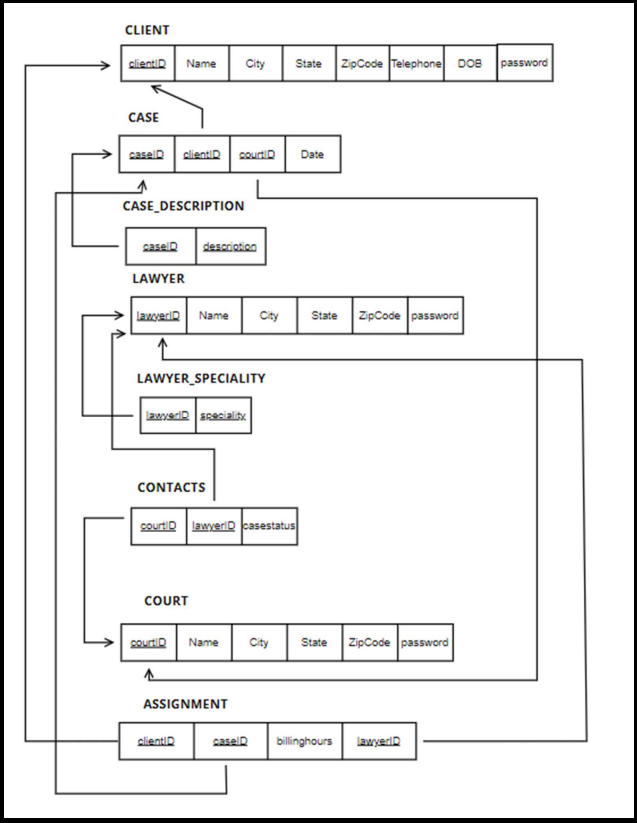 CLIENT
clientID Name City State ZipCode Telephone DOB password
CASE
caseID clientID courtID Date
CASE_DESCRIPTION
caseID description
LAWYER
lawyerID Name City State ZipCode password
LAWYER_SPECIALITY
lawyerID speciality
CONTACTS
courtID lawyerID casestatus
COURT
courtID Name City State ZipCode password
ASSIGNMENT
clientID caseID billinghours lawyerID